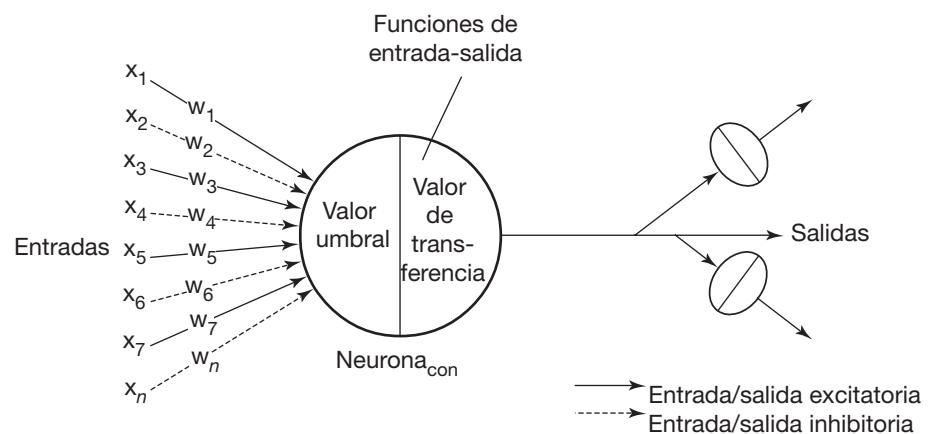 Funciones de
entrada-salida
x1
w1
x2
w2
x3
w3
x4
w4
Entradas
x5
w5
x6
w6
x7
w7
xn
wn
Valor
umbral
Valor
de
trans-
ferencia
Salidas
Neuronacon
Entrada/salida excitatoria
Entrada/salida inhibitoria